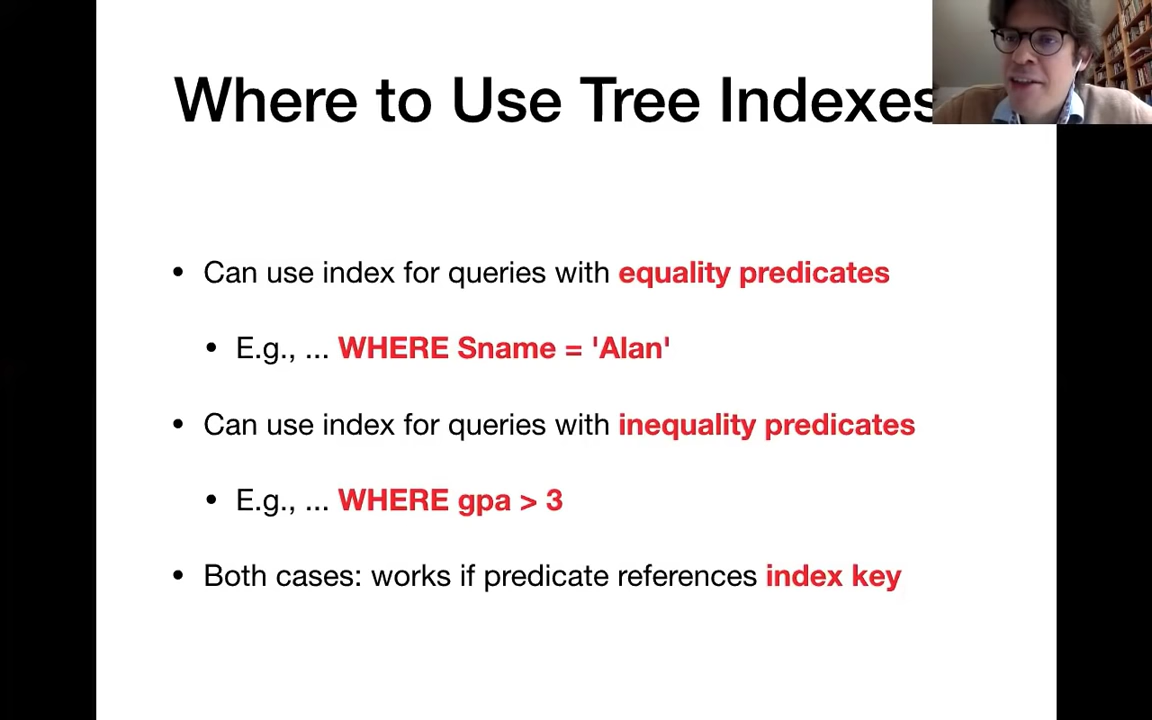 Where to Use Tree Indexes
• Can use index for queries with equality predicates
• E.g., ... WHERE Sname = 'Alan'
• Can use index for queries with inequality predicates
• E.g., ... WHERE gpa > 3
• Both cases: works if predicate references index key